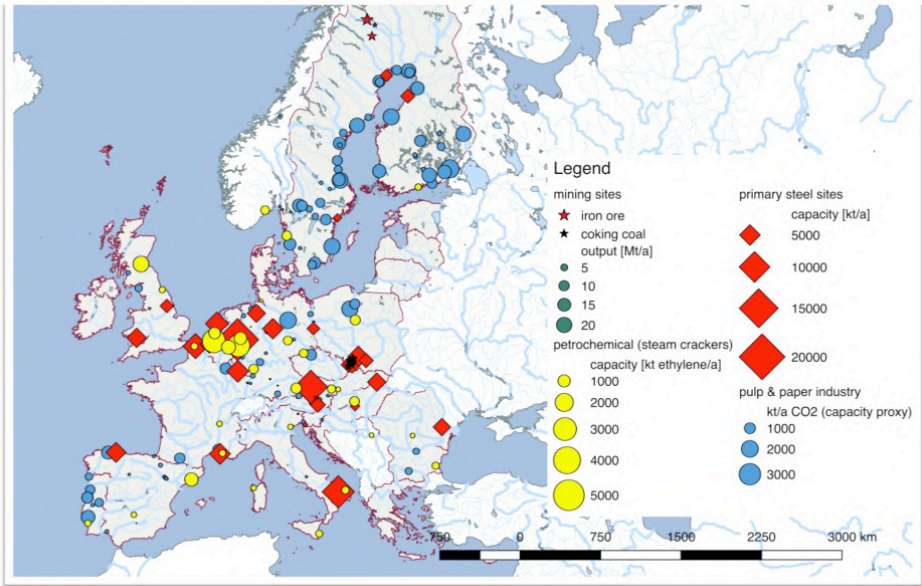 Legend
mining sites
iron ore
coking coal
output [Mt/a]
5
10
15
20
petrochemical (steam crackers)
capacity [kt ethylene/a]
1000
2000
3000
4000
5000
primary steel sites
capacity [kt/a]
5000
10000
15000
20000
pulp & paper industry
kt/a CO2 (capacity proxy)
1000
2000
3000
750 0 750 1500 2250 3000 km